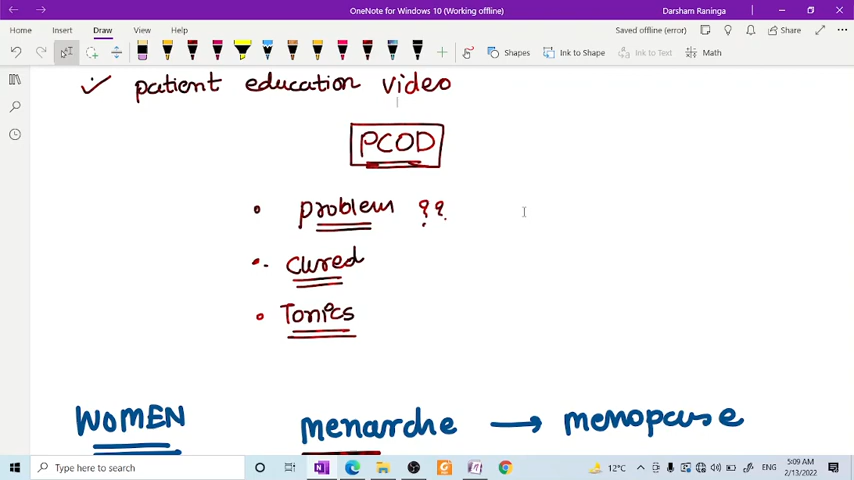 OneNote for Windows 10 (Working offline)
Darsham Raninga
Home Insert Draw View Help
Saved offline (error) Share
Shapes Ink to Shape Ink to Text Math
patient education video
PCOD
• problem ??
• Cured
• Tonics
WOMEN menarche → menopause
Type here to search
12°C ENG 5:09 AM
2/13/2022